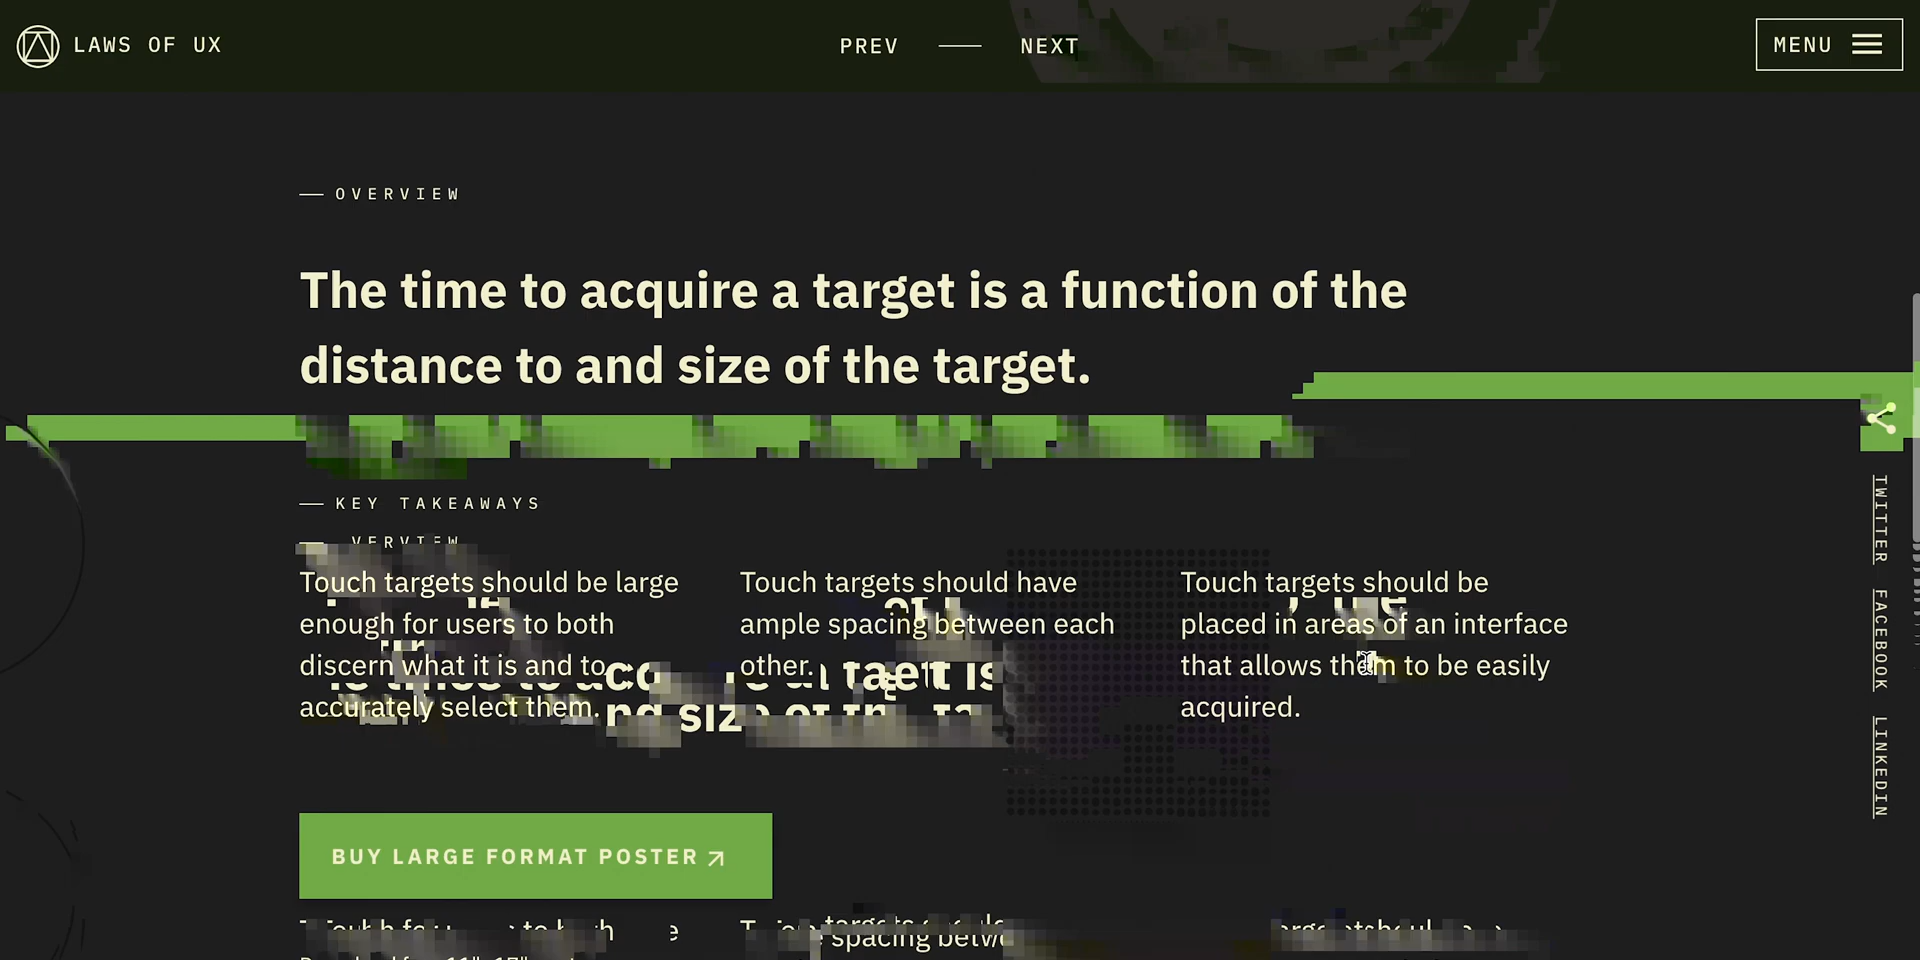 LAWS OF UX
PREV
NEXT
MENU
OVERVIEW
The time to acquire a target is a function of the
distance to and size of the target.
KEY TAKEAWAYS
Touch targets should be large
enough for users to both
discern what it is and to
accurately select them.
Touch targets should have
ample spacing between each
other.
Touch targets should be
placed in areas of an interface
that allows them to be easily
acquired.
BUY LARGE FORMAT POSTER
TWITTER
FACEBOOK
LINKEDIN